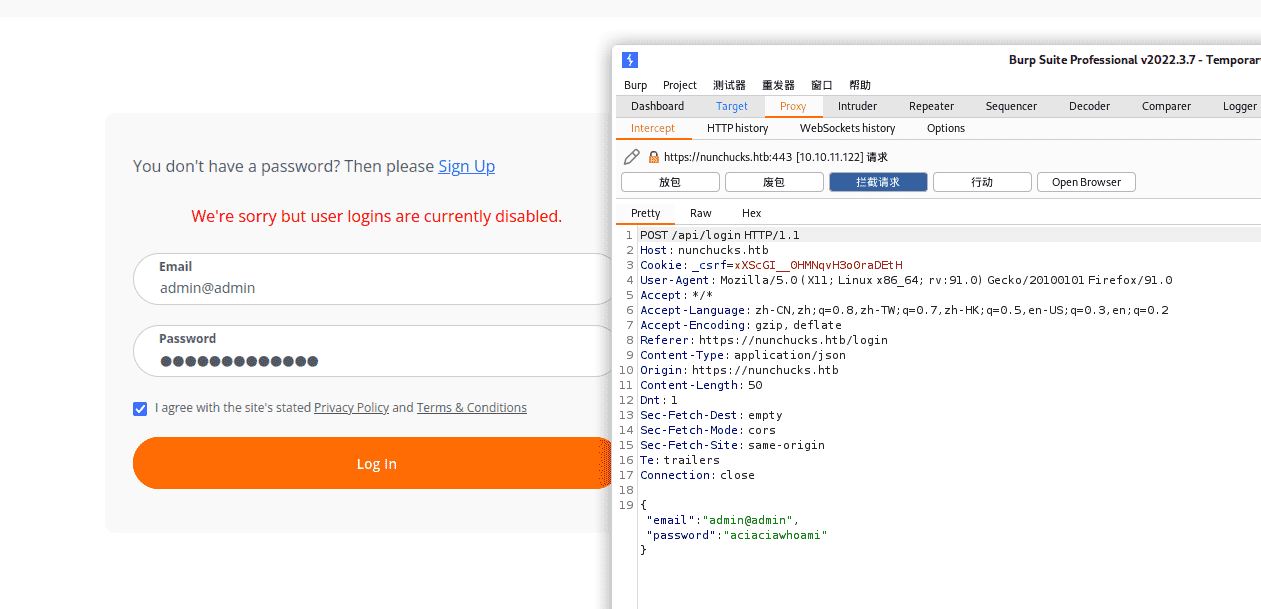 You don't have a password? Then please Sign Up
We're sorry but user logins are currently disabled.
Email
admin@admin
Password
●●●●●●●●●●●●●
I agree with the site's stated Privacy Policy and Terms & Conditions
Log In
Burp Suite Professional v2022.3.7 - Temporar
Burp Project 测试器 重发器 窗口 帮助
Dashboard Target Proxy Intruder Repeater Sequencer Decoder Comparer Logger
Intercept HTTP history WebSockets history Options
https://nunchucks.htb:443 [10.10.11.122] 请求
放包 废包 拦截请求 行动 Open Browser
Pretty Raw Hex
1 POST /api/login HTTP/1.1
2 Host: nunchucks.htb
3 Cookie: _csrf=xXScGI__0HMNqvH3o0raDEtH
4 User-Agent: Mozilla/5.0 (X11; Linux x86_64; rv:91.0) Gecko/20100101 Firefox/91.0
5 Accept: */*
6 Accept-Language: zh-CN,zh;q=0.8,zh-TW;q=0.7,zh-HK;q=0.5,en-US;q=0.3,en;q=0.2
7 Accept-Encoding: gzip, deflate
8 Referer: https://nunchucks.htb/login
9 Content-Type: application/json
10 Origin: https://nunchucks.htb
11 Content-Length: 50
12 Dnt: 1
13 Sec-Fetch-Dest: empty
14 Sec-Fetch-Mode: cors
15 Sec-Fetch-Site: same-origin
16 Te: trailers
17 Connection: close
18
19 {
"email":"admin@admin",
"password":"aciaciawhoami"
}